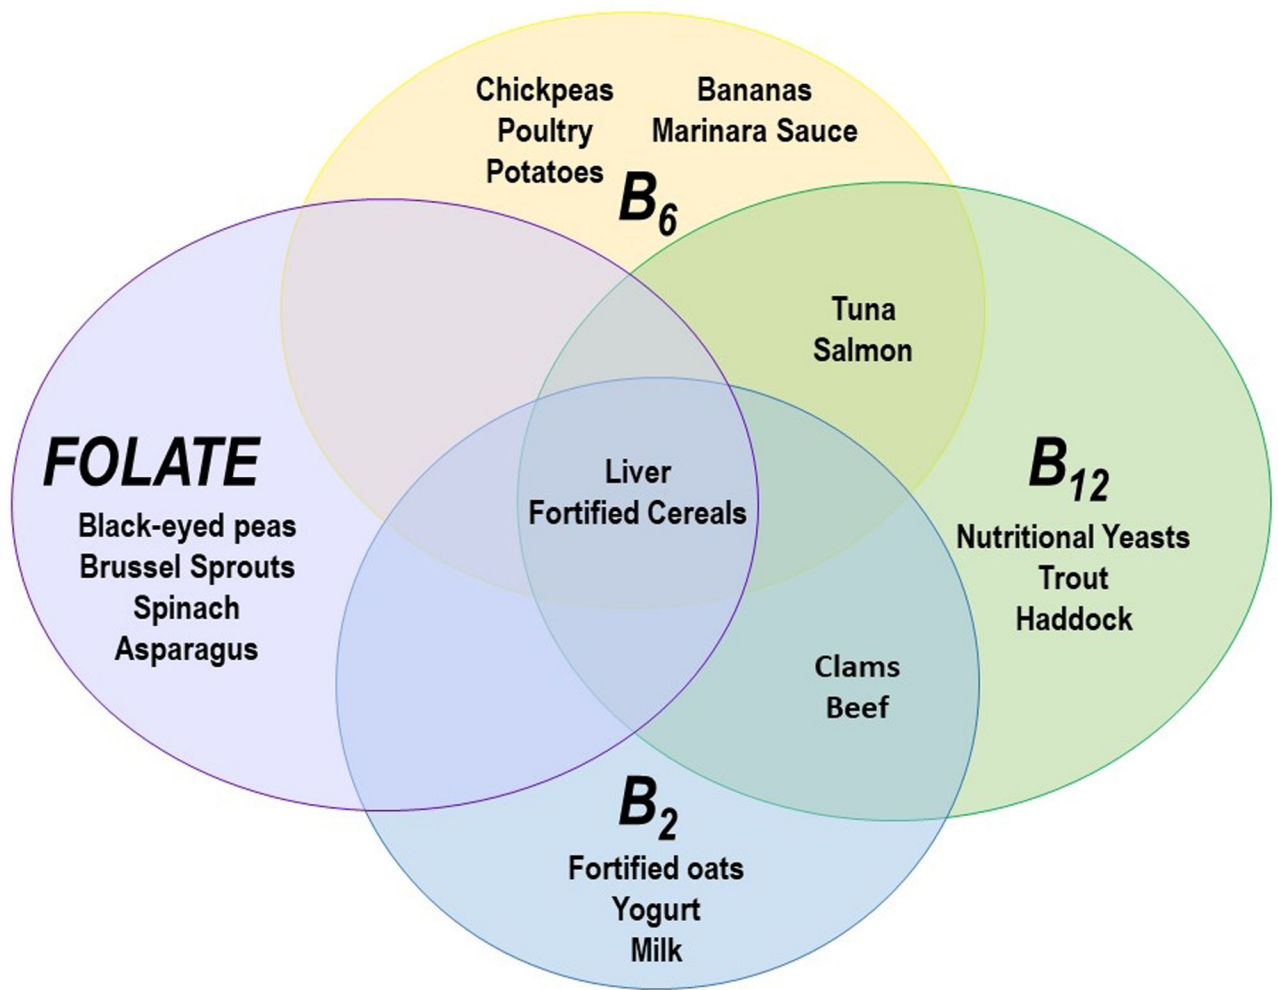 Chickpeas
Poultry
Potatoes
Bananas
Marinara Sauce
B6
Tuna
Salmon
FOLATE
Black-eyed peas
Brussel Sprouts
Spinach
Asparagus
Liver
Fortified Cereals
B12
Nutritional Yeasts
Trout
Haddock
Clams
Beef
B2
Fortified oats
Yogurt
Milk